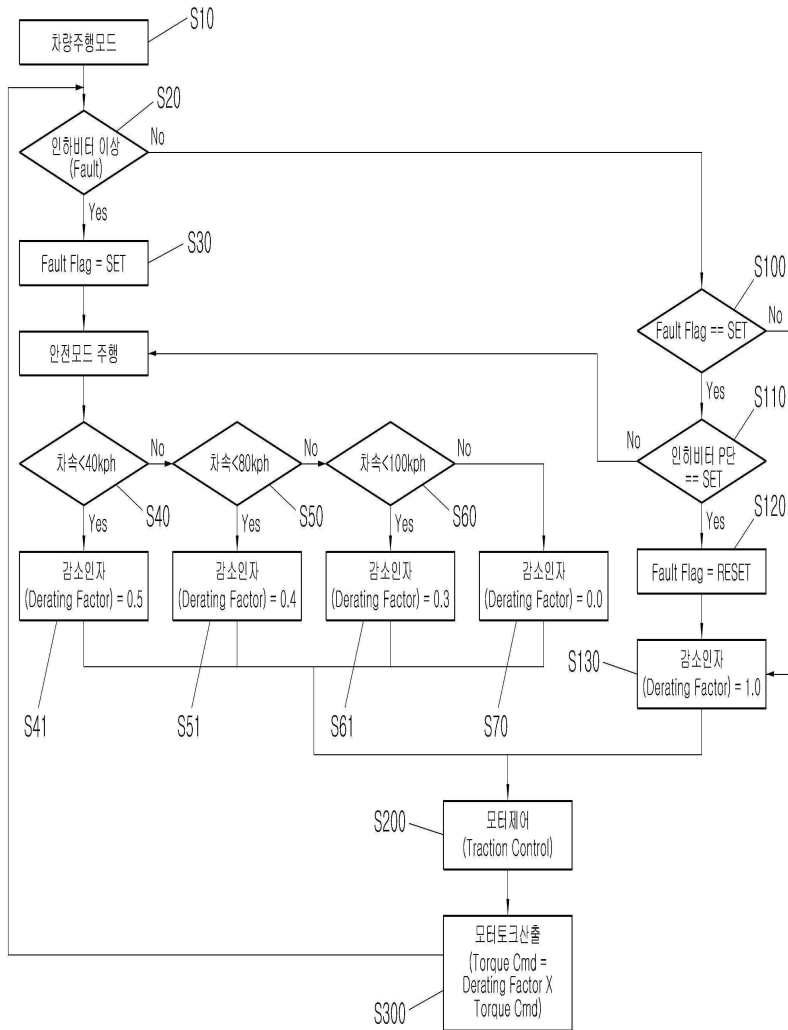 S10
차량주행모드
S20
인하비터 이상
(Fault)
No
Yes
S30
Fault Flag = SET
S100
Fault Flag == SET
No
Yes
안전모드 주행
S110
인하비터 P단
== SET
No
Yes
차속<40kph
No
차속<80kph
No
차속<100kph
No
S40
S50
S60
Yes
Yes
Yes
S120
Fault Flag = RESET
감소인자
(Derating Factor) = 0.5
감소인자
(Derating Factor) = 0.4
감소인자
(Derating Factor) = 0.3
감소인자
(Derating Factor) = 0.0
S130
감소인자
(Derating Factor) = 1.0
S41
S51
S61
S70
S200
모터제어
(Traction Control)
S300
모터토크산출
(Torque Cmd =
Derating Factor X
Torque Cmd)